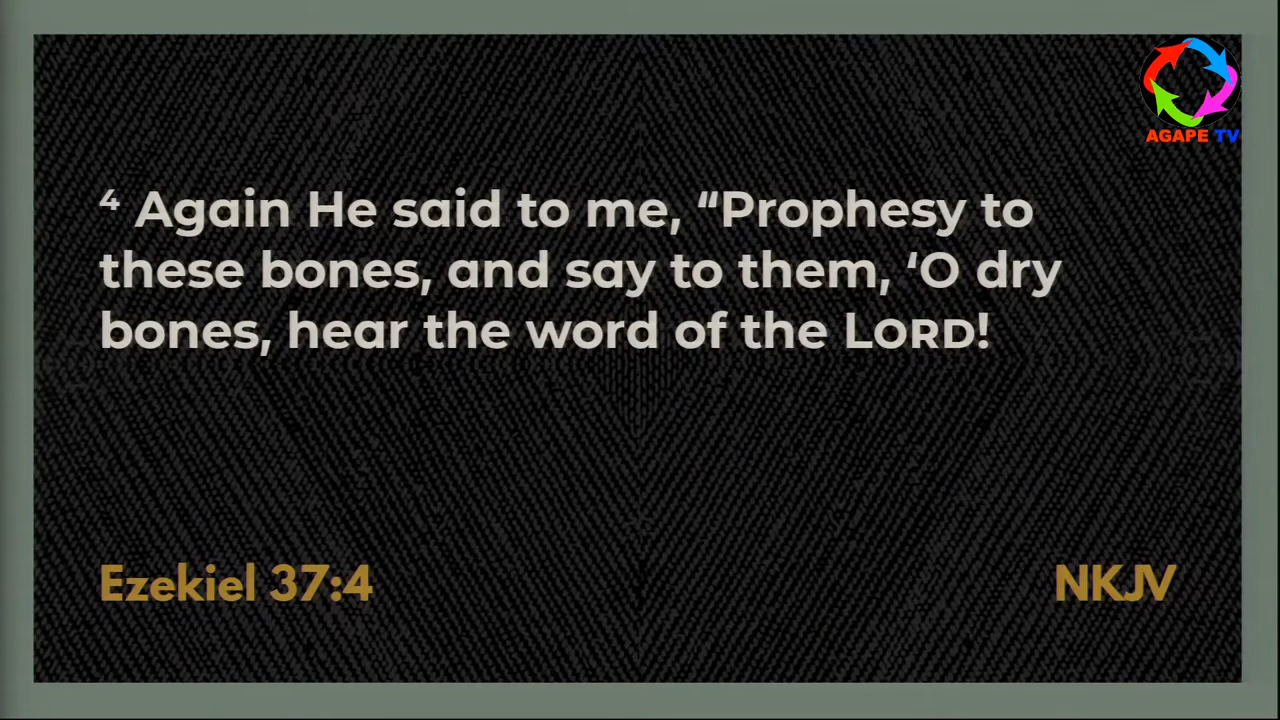 AGAPE TV
⁴ Again He said to me, “Prophesy to
these bones, and say to them, ‘O dry
bones, hear the word of the LORD!
Ezekiel 37:4
NKJV